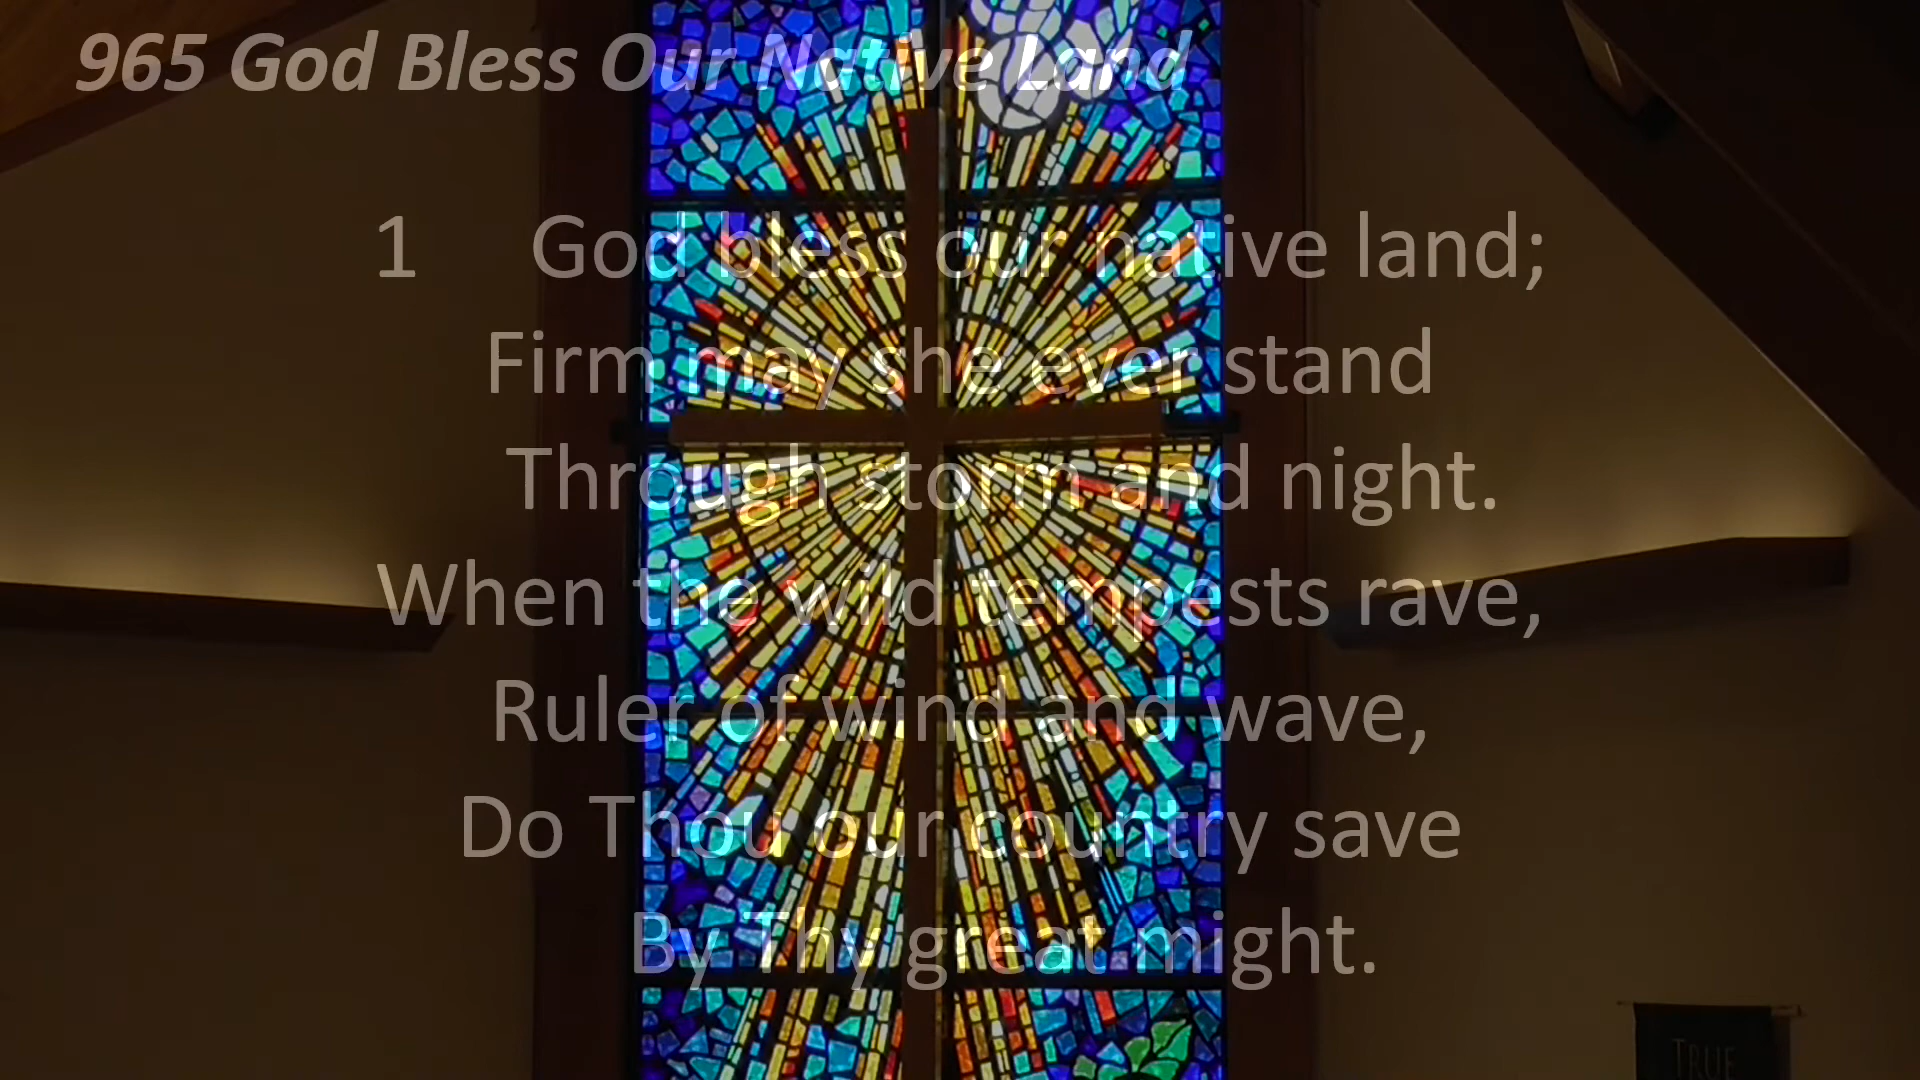 965 God Bless Our Native Land
1 God bless our native land;
Firm may she ever stand
Through storm and night.
When the wild tempests rave,
Ruler of wind and wave,
Do Thou our country save
By Thy great might.
TRUE